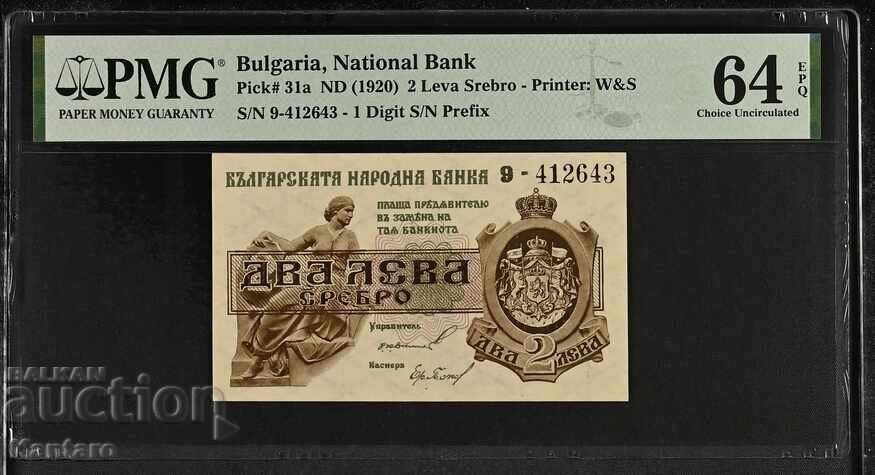 PMG®
PAPER MONEY GUARANTY
Bulgaria, National Bank
Pick# 31a ND (1920) 2 Leva Srebro - Printer: W&S
S/N 9-412643 - 1 Digit S/N Prefix
64 EPQ
Choice Uncirculated
БЪЛГАРСКАТА НАРОДНА БАНКА 9-412643
ПЛАЩА ПРѢДЯВИТЕЛЮ
ВЪ ЗАМѢНА НА
ТАЯ БАНКНОТА
ДВА ЛЕВА
СРЕБРО
Управитель
Касиеръ
ДВА 2 ЛЕВА
BALKAN
auction
Kantaro